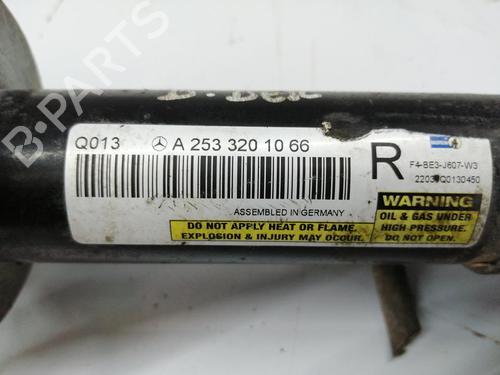 Q013 A 253 320 10 66
R
F4-BE3-J607-W3
ASSEMBLED IN GERMANY
DO NOT APPLY HEAT OR FLAME.
EXPLOSION & INJURY MAY OCCUR.
WARNING
OIL & GAS UNDER
HIGH PRESSURE.
DO NOT OPEN.
B-PARTS